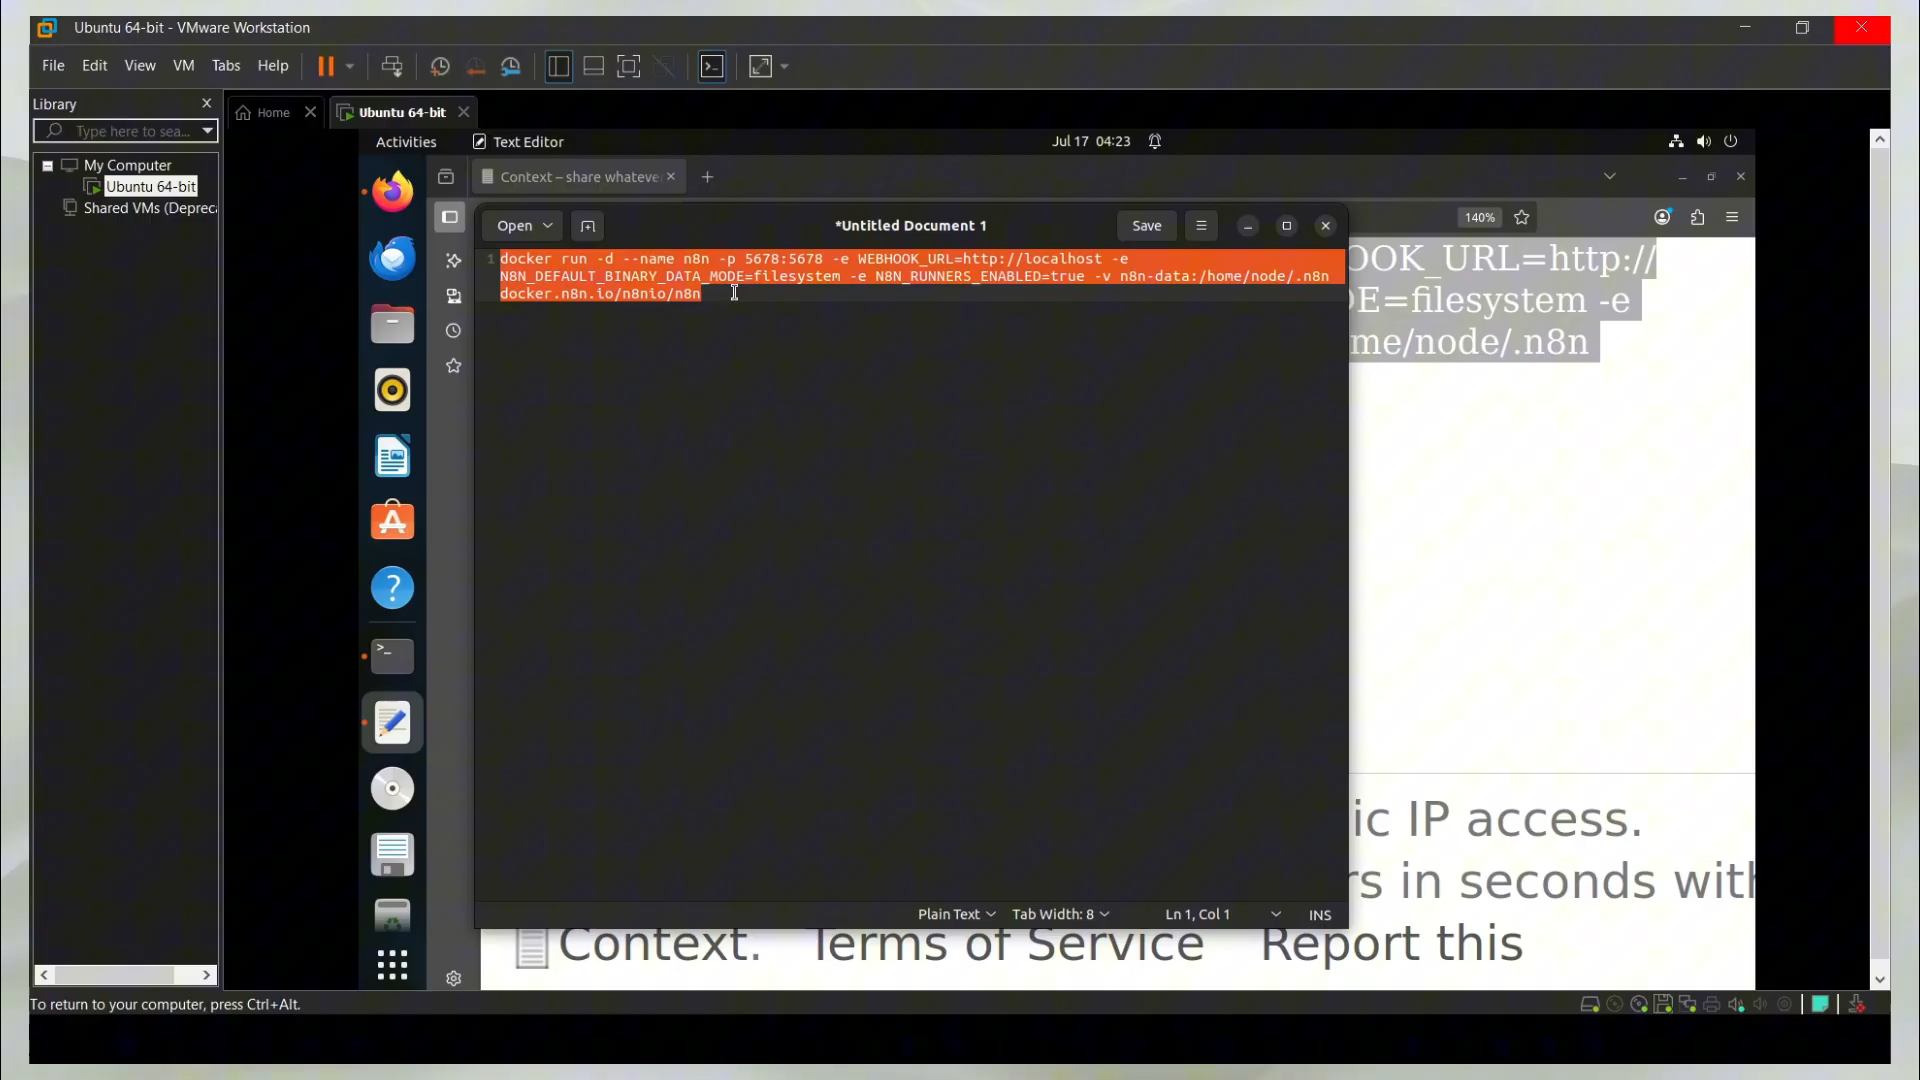 Ubuntu 64-bit - VMware Workstation
File Edit View VM Tabs Help
Library
Home
Ubuntu 64-bit
Type here to sea...
My Computer
Ubuntu 64-bit
Shared VMs (Depreca
Activities
Text Editor
Jul 17 04:23
Context – share whateve
140%
Open
*Untitled Document 1
Save
1 docker run -d --name n8n -p 5678:5678 -e WEBHOOK_URL=http://localhost -e
N8N_DEFAULT_BINARY_DATA_MODE=filesystem -e N8N_RUNNERS_ENABLED=true -v n8n-data:/home/node/.n8n
docker.n8n.io/n8nio/n8n
OOK_URL=http://
DE=filesystem -e
me/node/.n8n
ic IP access.
rs in seconds with
Plain Text Tab Width: 8 Ln 1, Col 1 INS
Context. Terms of Service Report this
To return to your computer, press Ctrl+Alt.